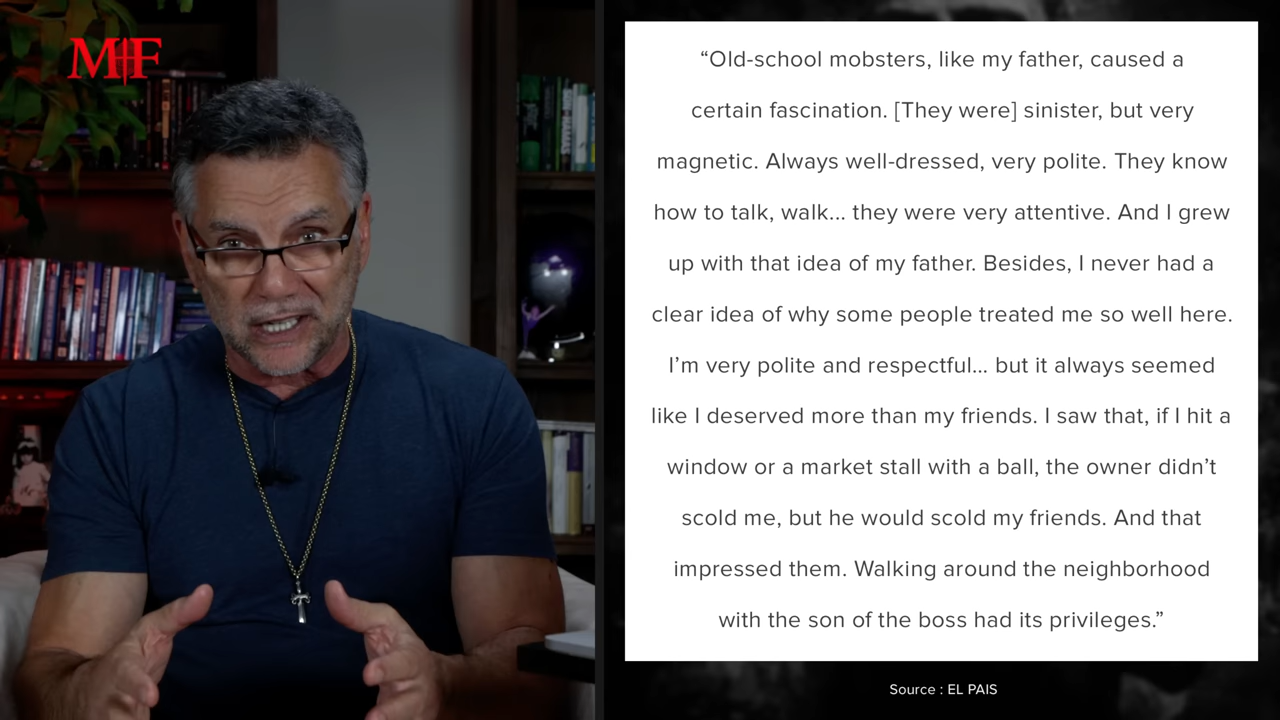 M F
“Old-school mobsters, like my father, caused a
certain fascination. [They were] sinister, but very
magnetic. Always well-dressed, very polite. They know
how to talk, walk... they were very attentive. And I grew
up with that idea of my father. Besides, I never had a
clear idea of why some people treated me so well here.
I’m very polite and respectful... but it always seemed
like I deserved more than my friends. I saw that, if I hit a
window or a market stall with a ball, the owner didn’t
scold me, but he would scold my friends. And that
impressed them. Walking around the neighborhood
with the son of the boss had its privileges.”
Source : EL PAIS